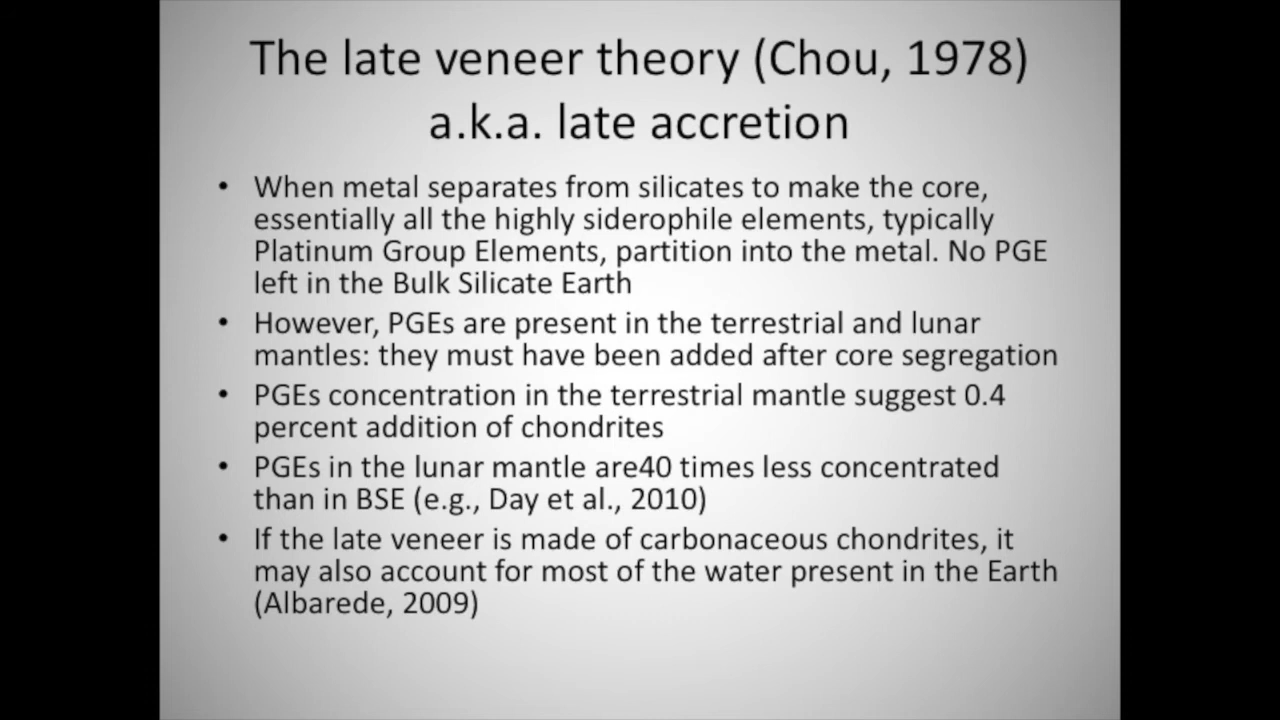 The late veneer theory (Chou, 1978)
a.k.a. late accretion
• When metal separates from silicates to make the core,
essentially all the highly siderophile elements, typically
Platinum Group Elements, partition into the metal. No PGE
left in the Bulk Silicate Earth
• However, PGEs are present in the terrestrial and lunar
mantles: they must have been added after core segregation
• PGEs concentration in the terrestrial mantle suggest 0.4
percent addition of chondrites
• PGEs in the lunar mantle are40 times less concentrated
than in BSE (e.g., Day et al., 2010)
• If the late veneer is made of carbonaceous chondrites, it
may also account for most of the water present in the Earth
(Albarede, 2009)